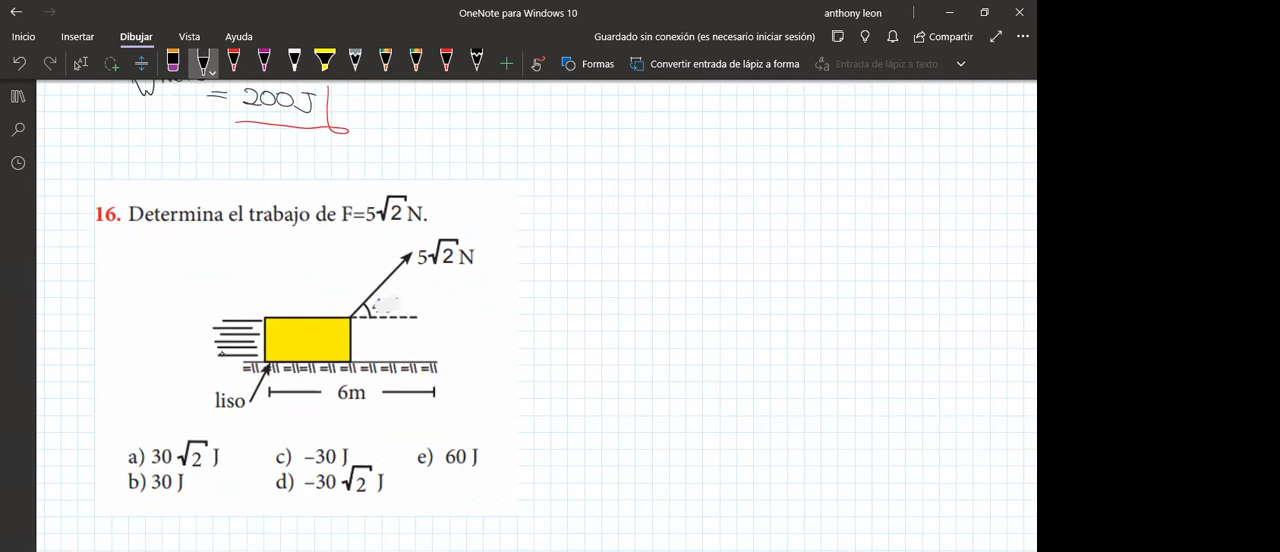 OneNote para Windows 10
anthony leon
Inicio Insertar Dibujar Vista Ayuda
Guardado sin conexión (es necesario iniciar sesión)
Compartir
Formas
Convertir entrada de lápiz a forma
Entrada de lápiz a texto
= 200J
16. Determina el trabajo de F=5√2 N.
5√2 N
liso
6m
a) 30 √2 J c) –30 J e) 60 J
b) 30 J d) –30 √2 J